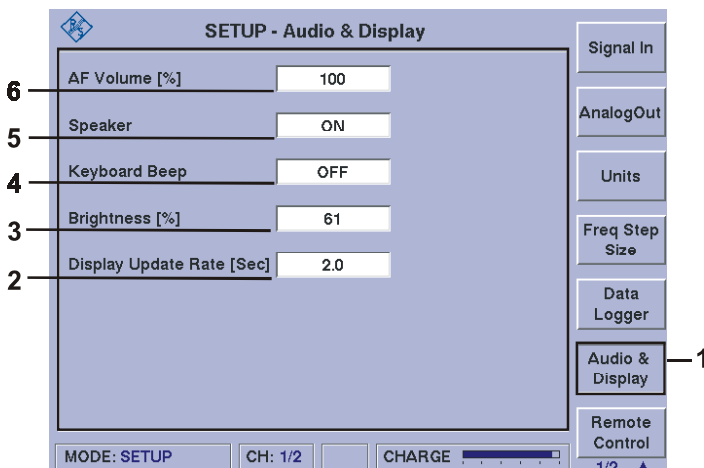 R&S
SETUP - Audio & Display
Signal In
6
AF Volume [%]
100
AnalogOut
5
Speaker
ON
4
Keyboard Beep
OFF
Units
3
Brightness [%]
61
Freq Step
Size
2
Display Update Rate [Sec]
2.0
Data
Logger
Audio &
Display
1
Remote
Control
MODE: SETUP
CH: 1/2
CHARGE
1/2